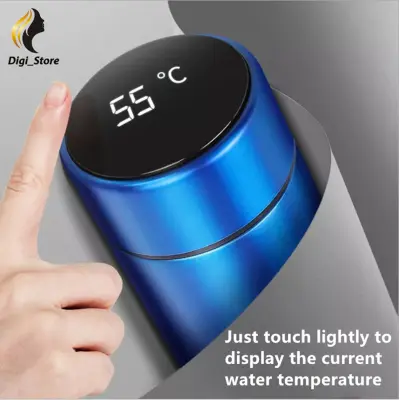 Digi_Store
55 °C
Just touch lightly to
display the current
water temperature